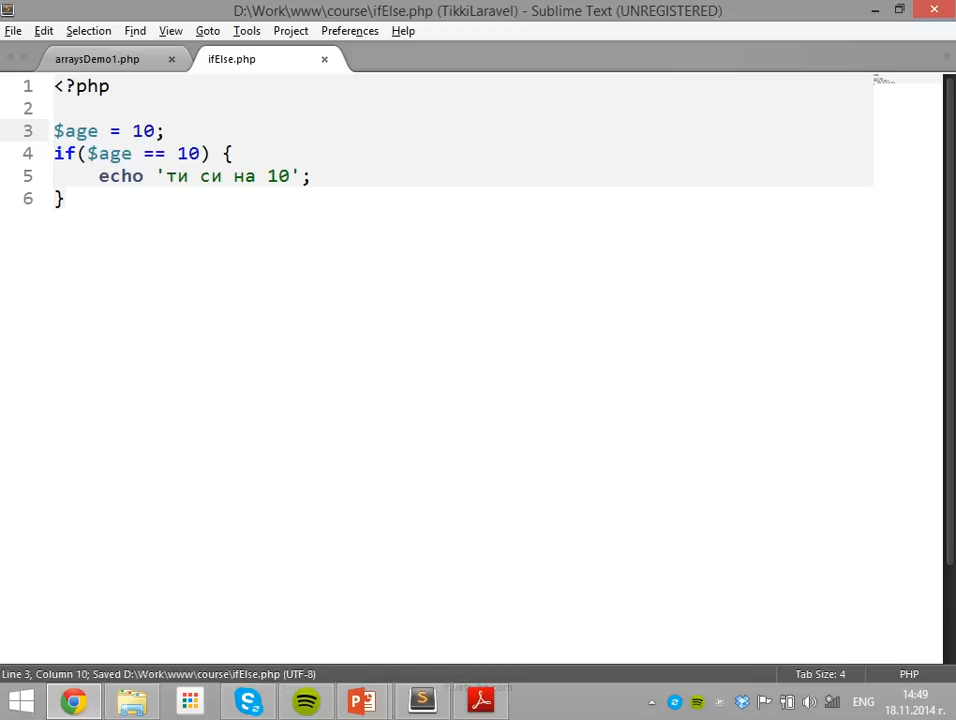 D:\Work\www\course\ifElse.php (TikkiLaravel) - Sublime Text (UNREGISTERED)
File Edit Selection Find View Goto Tools Project Preferences Help
arraysDemo1.php ifElse.php
1 <?php
2
3 $age = 10;
4 if($age == 10) {
5 echo 'ти си на 10';
6 }
Line 3, Column 10; Saved D:\Work\www\course\ifElse.php (UTF-8) Tab Size: 4 PHP
ЕНГ 14:49
18.11.2014 г.